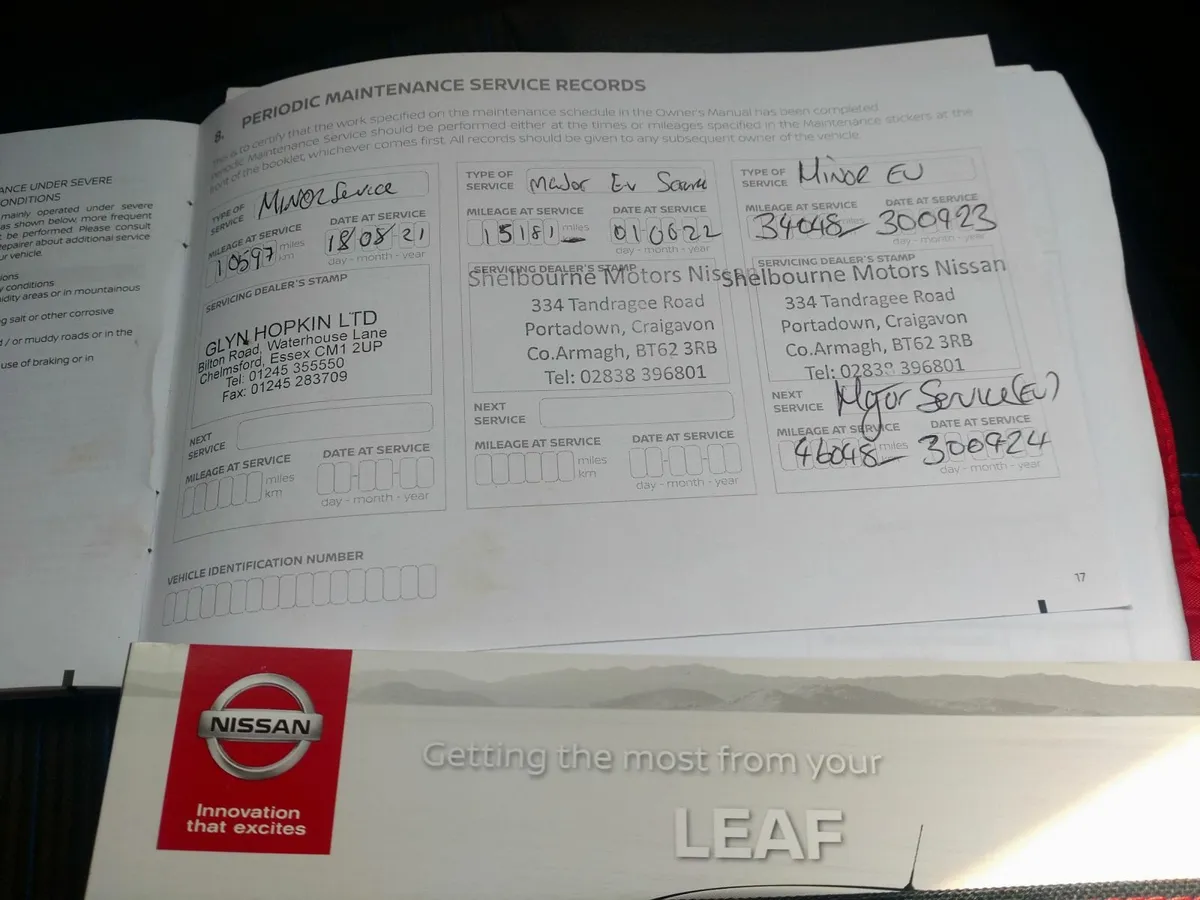 ANCE UNDER SEVERE
ONDITIONS
mainly operated under severe
as shown below, more frequent
be performed. Please consult
epairer about additional service
ur vehicle.
ions
y conditions
idity areas or in mountainous
g salt or other corrosive
d / or muddy roads or in the
use of braking or in
8. PERIODIC MAINTENANCE SERVICE RECORDS
This is to certify that the work specified on the maintenance schedule in the Owner's Manual has been completed.
Periodic Maintenance Service should be performed either at the times or mileages specified in the Maintenance stickers at the
front of the booklet, whichever comes first. All records should be given to any subsequent owner of the vehicle.
TYPE OF
SERVICE
MINOR Service
MILEAGE AT SERVICE
DATE AT SERVICE
10597 miles
km
18-08-21
day - month - year
SERVICING DEALER'S STAMP
GLYN HOPKIN LTD
Bilton Road, Waterhouse Lane
Chelmsford, Essex CM1 2UP
Tel: 01245 355550
Fax: 01245 283709
NEXT
SERVICE
MILEAGE AT SERVICE
DATE AT SERVICE
miles
km
day - month - year
TYPE OF
SERVICE
Major EV Service
MILEAGE AT SERVICE
DATE AT SERVICE
15181 miles
010622
day - month - year
SERVICING DEALER'S STAMP
Shelbourne Motors Niss
334 Tandragee Road
Portadown, Craigavon
Co.Armagh, BT62 3RB
Tel: 02838 396801
NEXT
SERVICE
MILEAGE AT SERVICE
DATE AT SERVICE
miles
km
day - month - year
TYPE OF
SERVICE
MINOR EV
MILEAGE AT SERVICE
DATE AT SERVICE
34048 miles
300923
day - month - year
SERVICING DEALER'S STAMP
Shelbourne Motors Nissan
334 Tandragee Road
Portadown, Craigavon
Co.Armagh, BT62 3RB
Tel: 02838 396801
NEXT
SERVICE
Major Service (EV)
MILEAGE AT SERVICE
DATE AT SERVICE
46048 miles
300924
day - month - year
VEHICLE IDENTIFICATION NUMBER
17
NISSAN
Innovation
that excites
Getting the most from your
LEAF